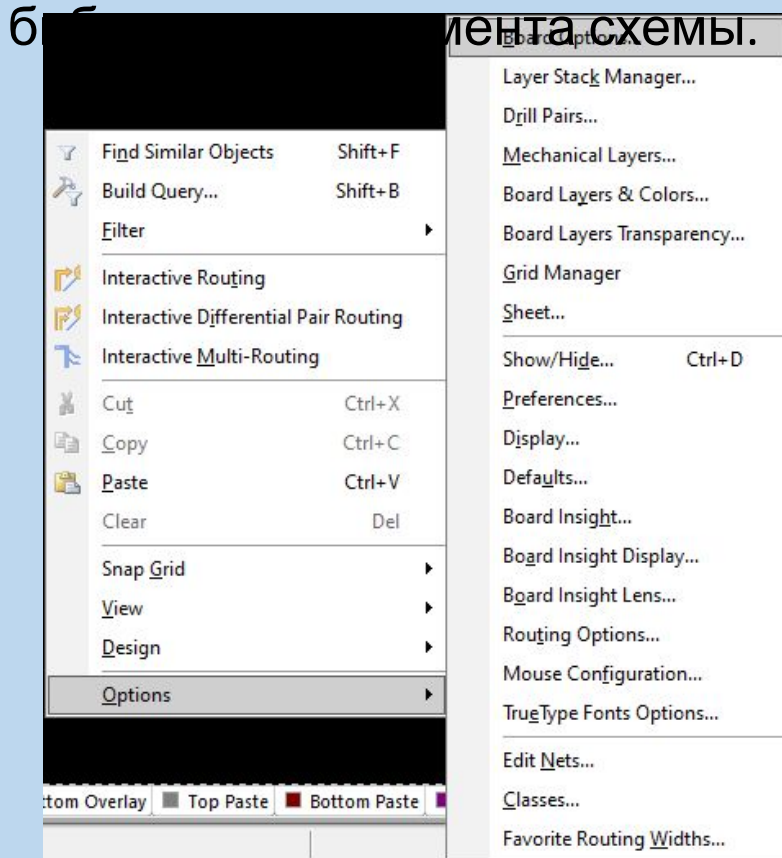 мента схемы.
Find Similar Objects Shift+F
Build Query... Shift+B
Filter
Interactive Routing
Interactive Differential Pair Routing
Interactive Multi-Routing
Cut Ctrl+X
Copy Ctrl+C
Paste Ctrl+V
Clear Del
Snap Grid
View
Design
Options
ttom Overlay Top Paste Bottom Paste
Board Options...
Layer Stack Manager...
Drill Pairs...
Mechanical Layers...
Board Layers & Colors...
Board Layers Transparency...
Grid Manager
Sheet...
Show/Hide... Ctrl+D
Preferences...
Display...
Defaults...
Board Insight...
Board Insight Display...
Board Insight Lens...
Routing Options...
Mouse Configuration...
TrueType Fonts Options...
Edit Nets...
Classes...
Favorite Routing Widths...